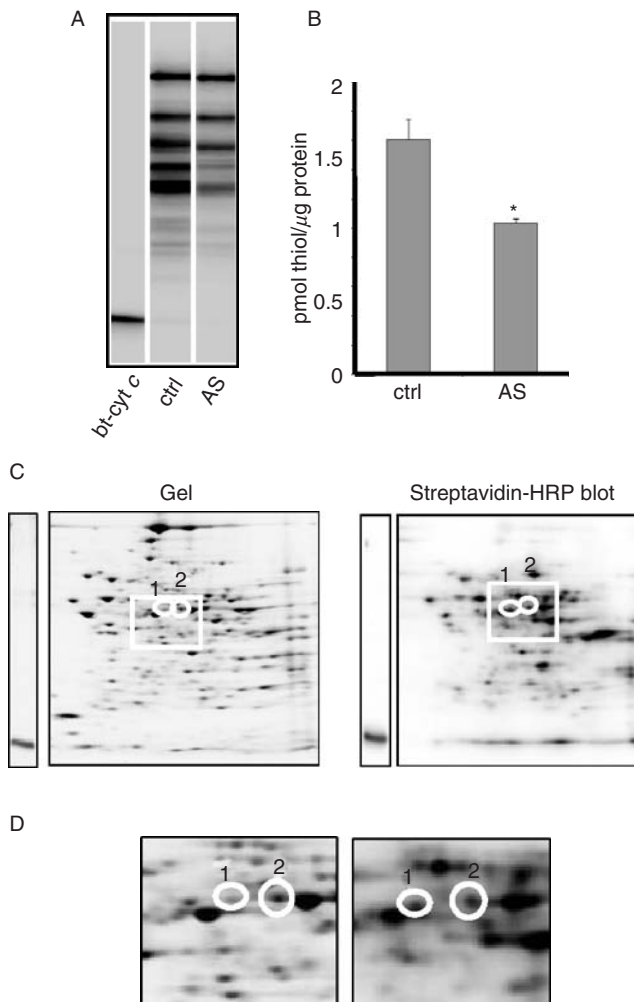 A
B
bt-cyt c
ctrl
AS
pmol thiol/µg protein
2
1.5
1
0.5
0
*
ctrl
AS
C
Gel
Streptavidin-HRP blot
1 2
1 2
D
1 2
1 2